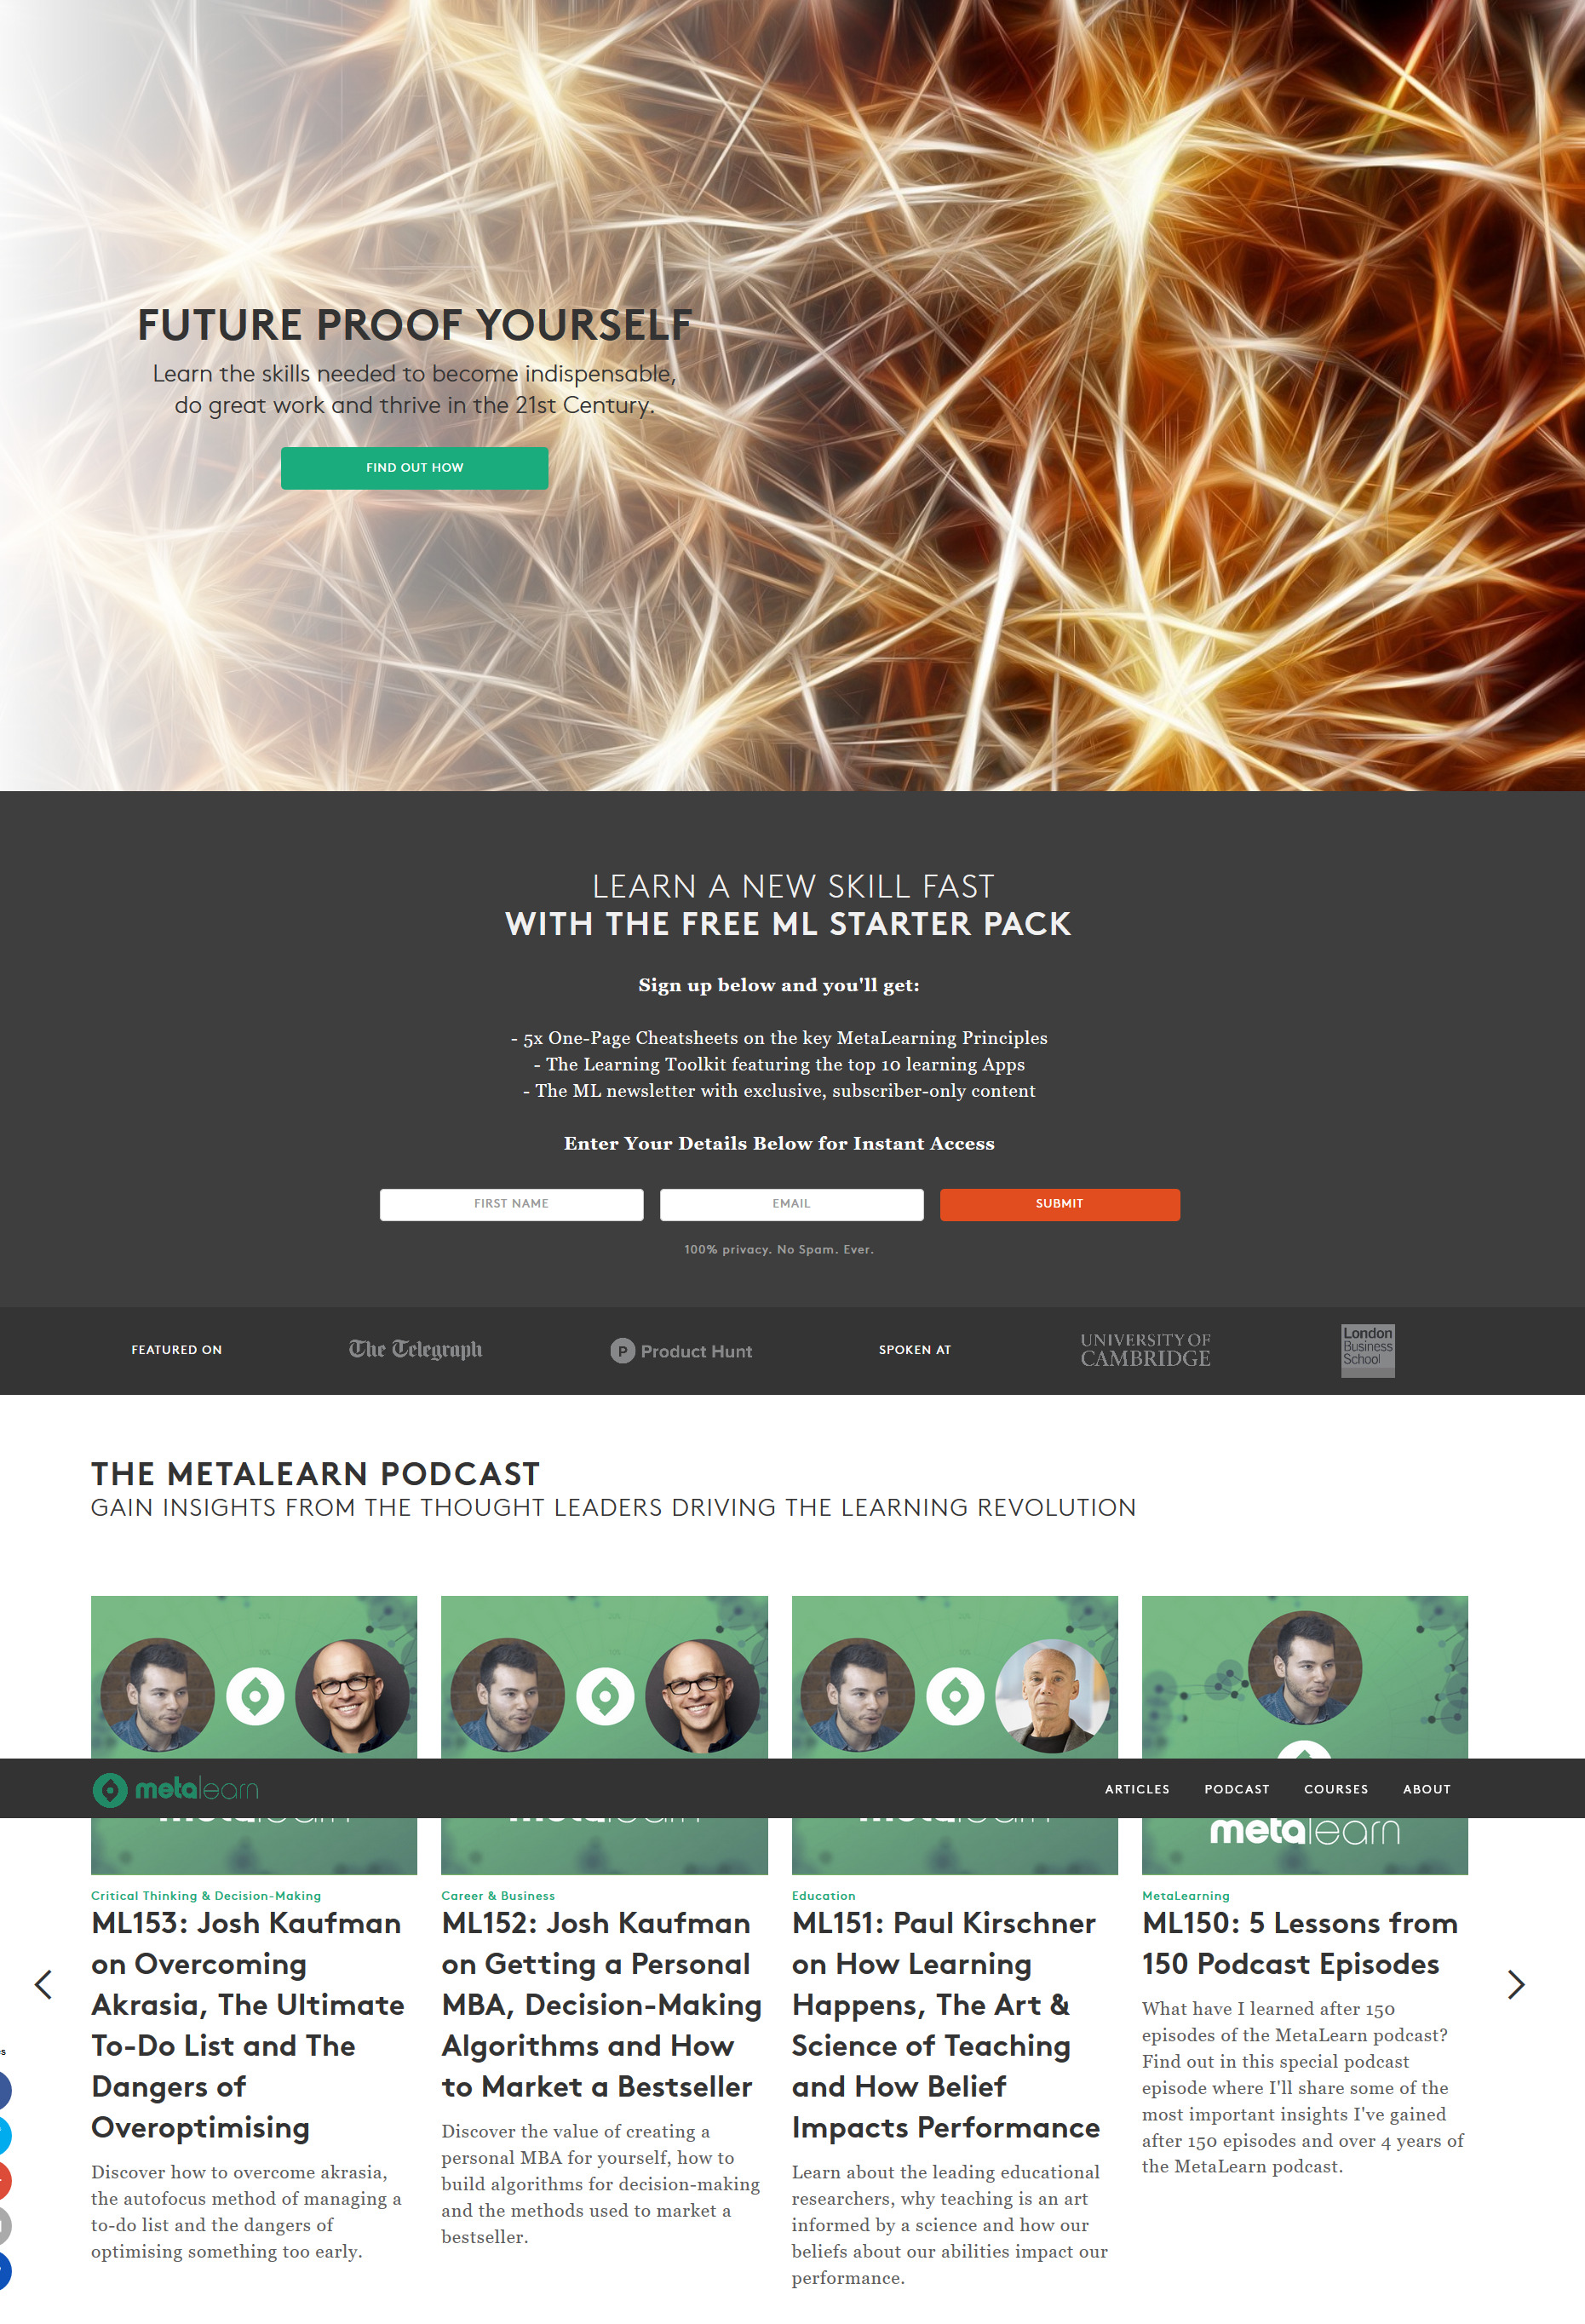 FUTURE PROOF YOURSELF
Learn the skills needed to become indispensable,
do great work and thrive in the 21st Century.
FIND OUT HOW
LEARN A NEW SKILL FAST
WITH THE FREE ML STARTER PACK
Sign up below and you'll get:
- 5x One-Page Cheatsheets on the key MetaLearning Principles
- The Learning Toolkit featuring the top 10 learning Apps
- The ML newsletter with exclusive, subscriber-only content
Enter Your Details Below for Instant Access
FIRST NAME
EMAIL
SUBMIT
100% privacy. No Spam. Ever.
FEATURED ON
The Telegraph
P Product Hunt
SPOKEN AT
UNIVERSITY OF
CAMBRIDGE
London
Business
School
THE METALEARN PODCAST
GAIN INSIGHTS FROM THE THOUGHT LEADERS DRIVING THE LEARNING REVOLUTION
metalearn
ARTICLES
PODCAST
COURSES
ABOUT
metalearn
Critical Thinking & Decision-Making
ML153: Josh Kaufman
on Overcoming
Akrasia, The Ultimate
To-Do List and The
Dangers of
Overoptimising
Discover how to overcome akrasia,
the autofocus method of managing a
to-do list and the dangers of
optimising something too early.
Career & Business
ML152: Josh Kaufman
on Getting a Personal
MBA, Decision-Making
Algorithms and How
to Market a Bestseller
Discover the value of creating a
personal MBA for yourself, how to
build algorithms for decision-making
and the methods used to market a
bestseller.
Education
ML151: Paul Kirschner
on How Learning
Happens, The Art &
Science of Teaching
and How Belief
Impacts Performance
Learn about the leading educational
researchers, why teaching is an art
informed by a science and how our
beliefs about our abilities impact our
performance.
MetaLearning
ML150: 5 Lessons from
150 Podcast Episodes
What have I learned after 150
episodes of the MetaLearn podcast?
Find out in this special podcast
episode where I'll share some of the
most important insights I've gained
after 150 episodes and over 4 years of
the MetaLearn podcast.